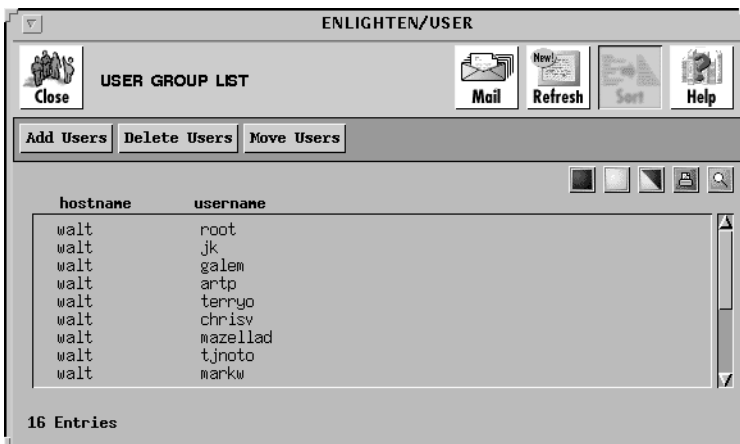 ENLIGHTEN/USER
Close
USER GROUP LIST
Mail
New!
Refresh
Sort
Help
Add Users Delete Users Move Users
hostname username
walt root
walt jk
walt galem
walt artp
walt terryo
walt chrisv
walt mazellad
walt tjnoto
walt markw
16 Entries